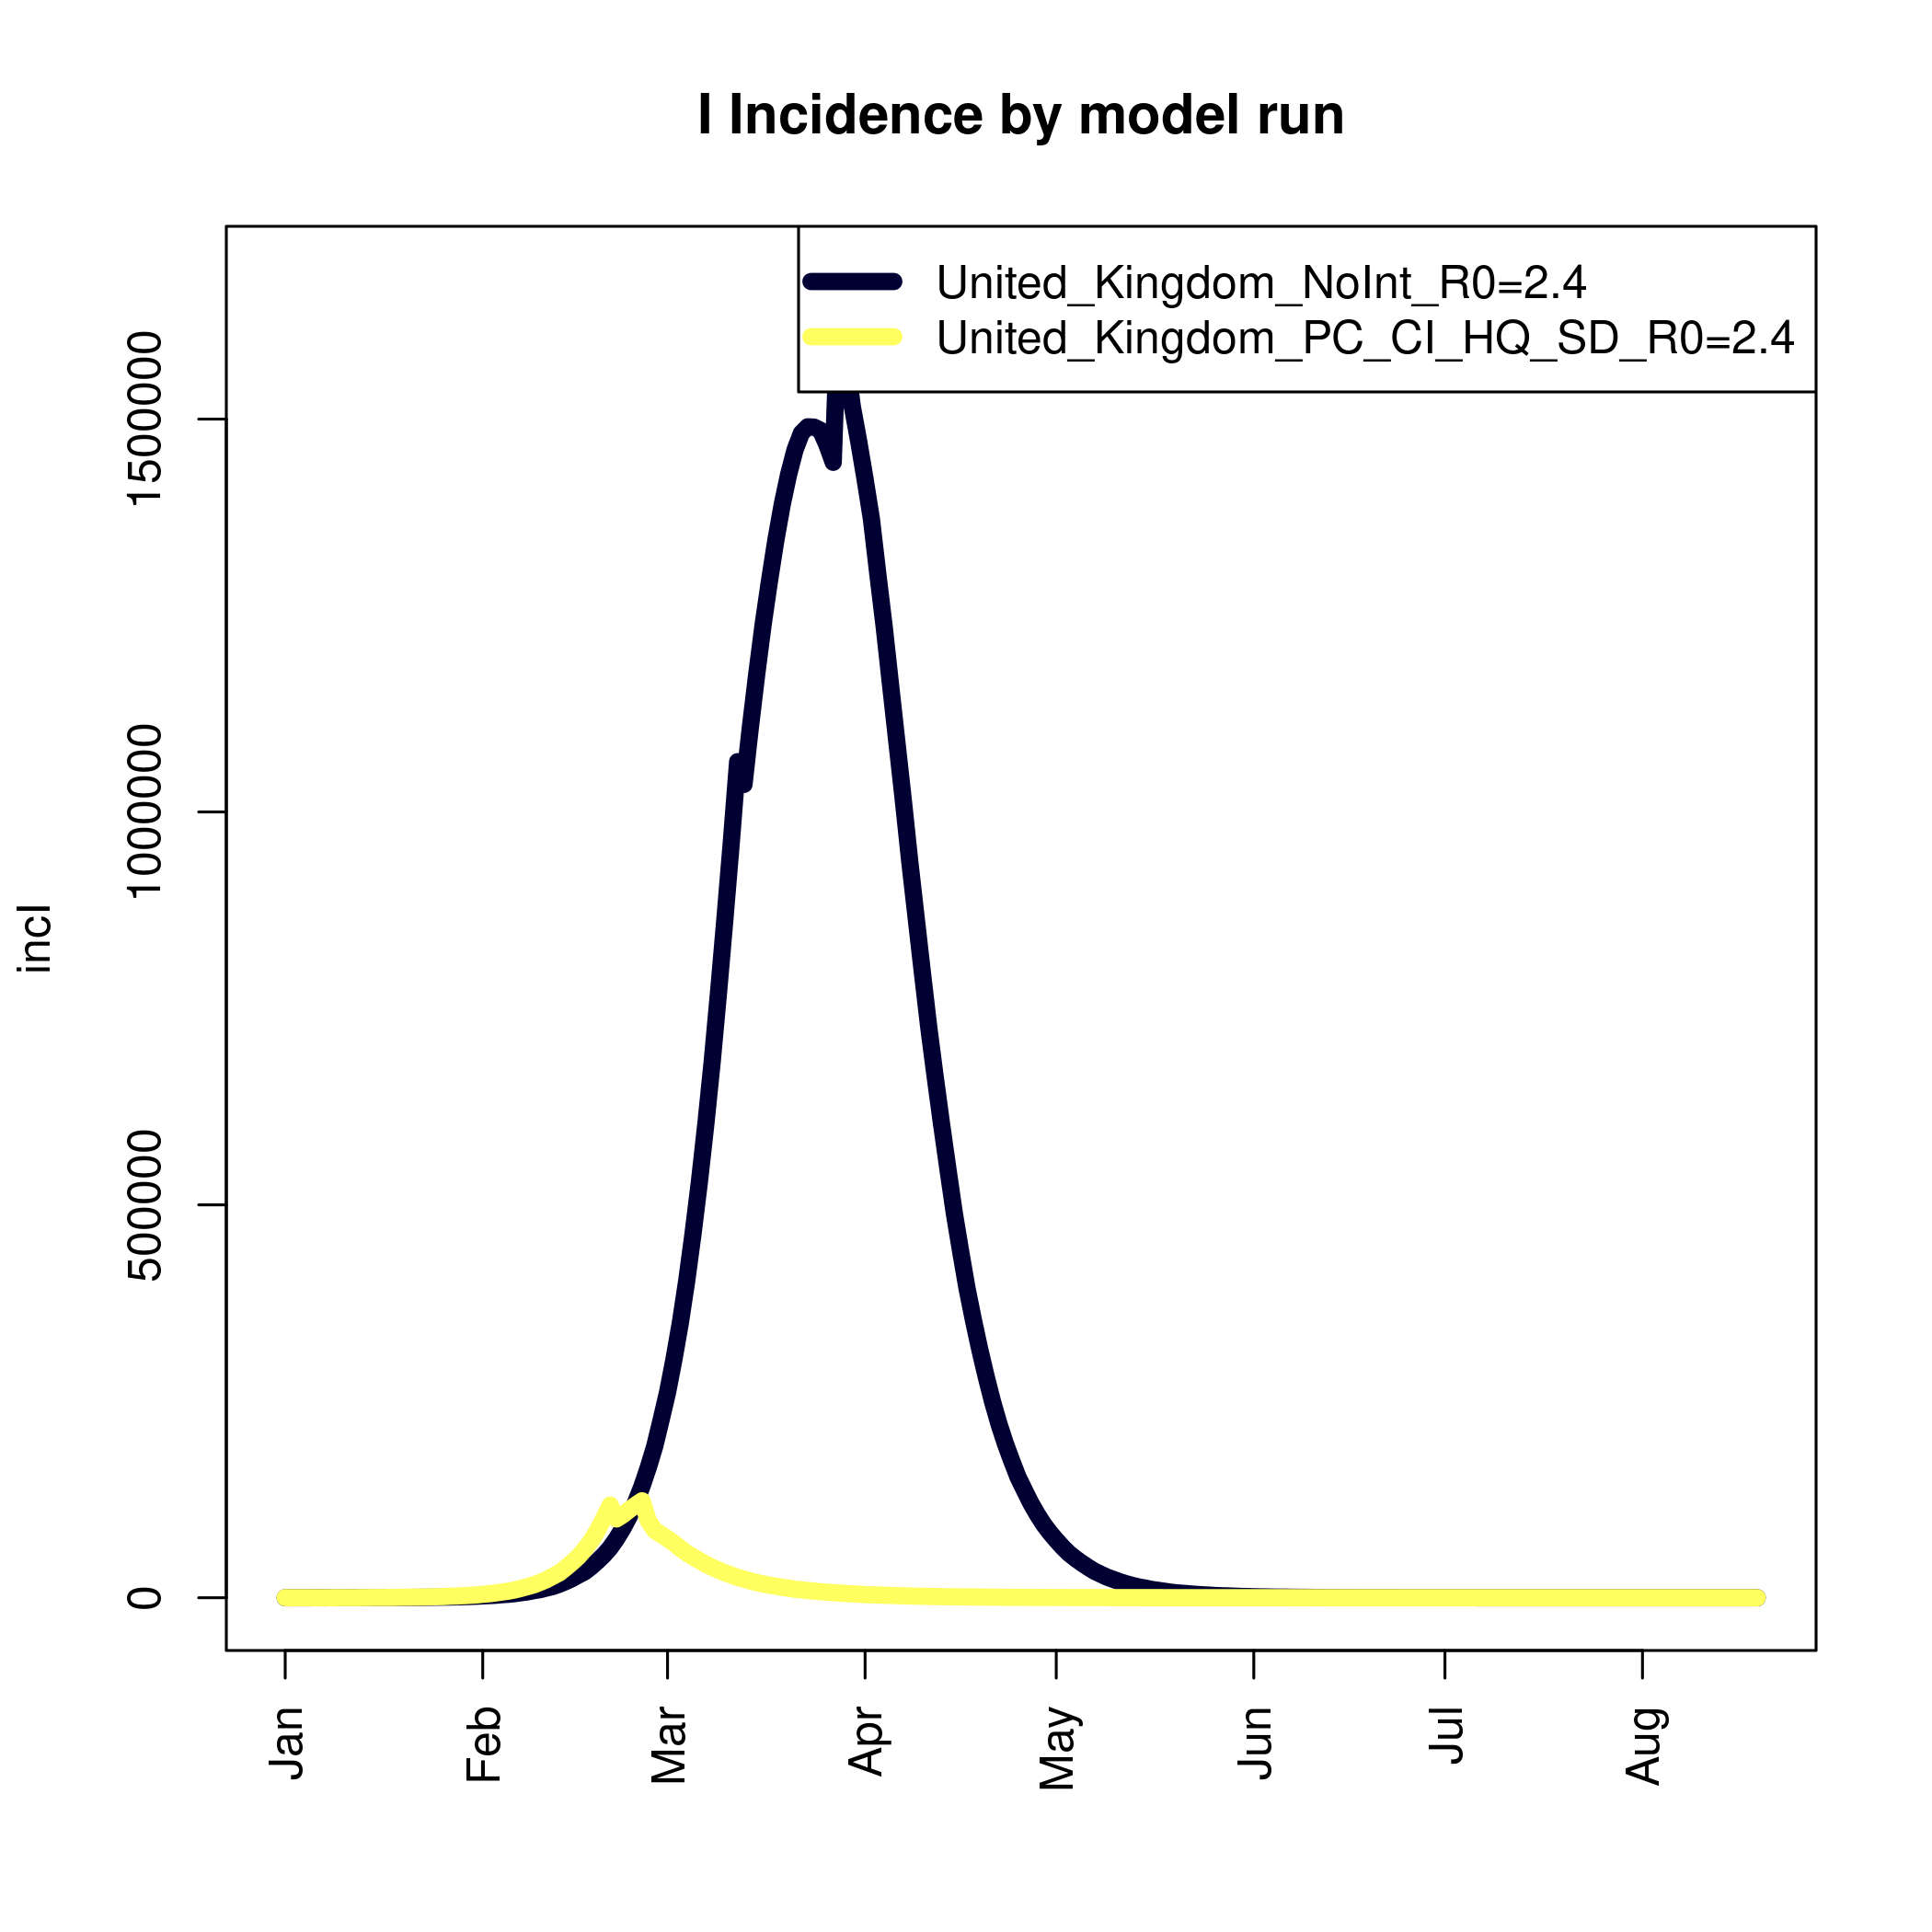 I Incidence by model run
United_Kingdom_NoInt_R0=2.4
United_Kingdom_PC_CI_HQ_SD_R0=2.4
incI
1500000
1000000
500000
0
Jan Feb Mar Apr May Jun Jul Aug